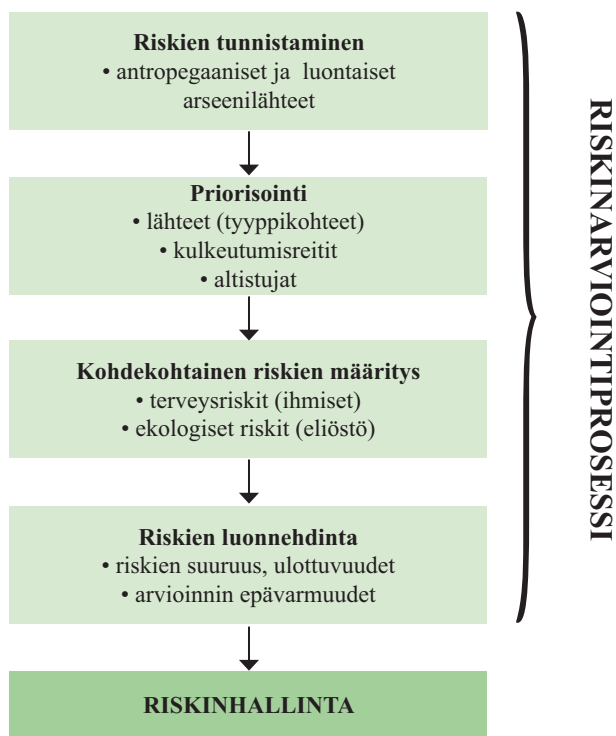 Riskien tunnistaminen
• antropegaaniset ja luontaiset
arseenilähteet
Priorisointi
• lähteet (tyyppikohteet)
• kulkeutumisreitit
• altistujat
Kohdekohtainen riskien määritys
• terveysriskit (ihmiset)
• ekologiset riskit (eliöstö)
Riskien luonnehdinta
• riskien suuruus, ulottuvuudet
• arvioinnin epävarmuudet
RISKINHALLINTA
RISKINARVIOINTIPROSESSI